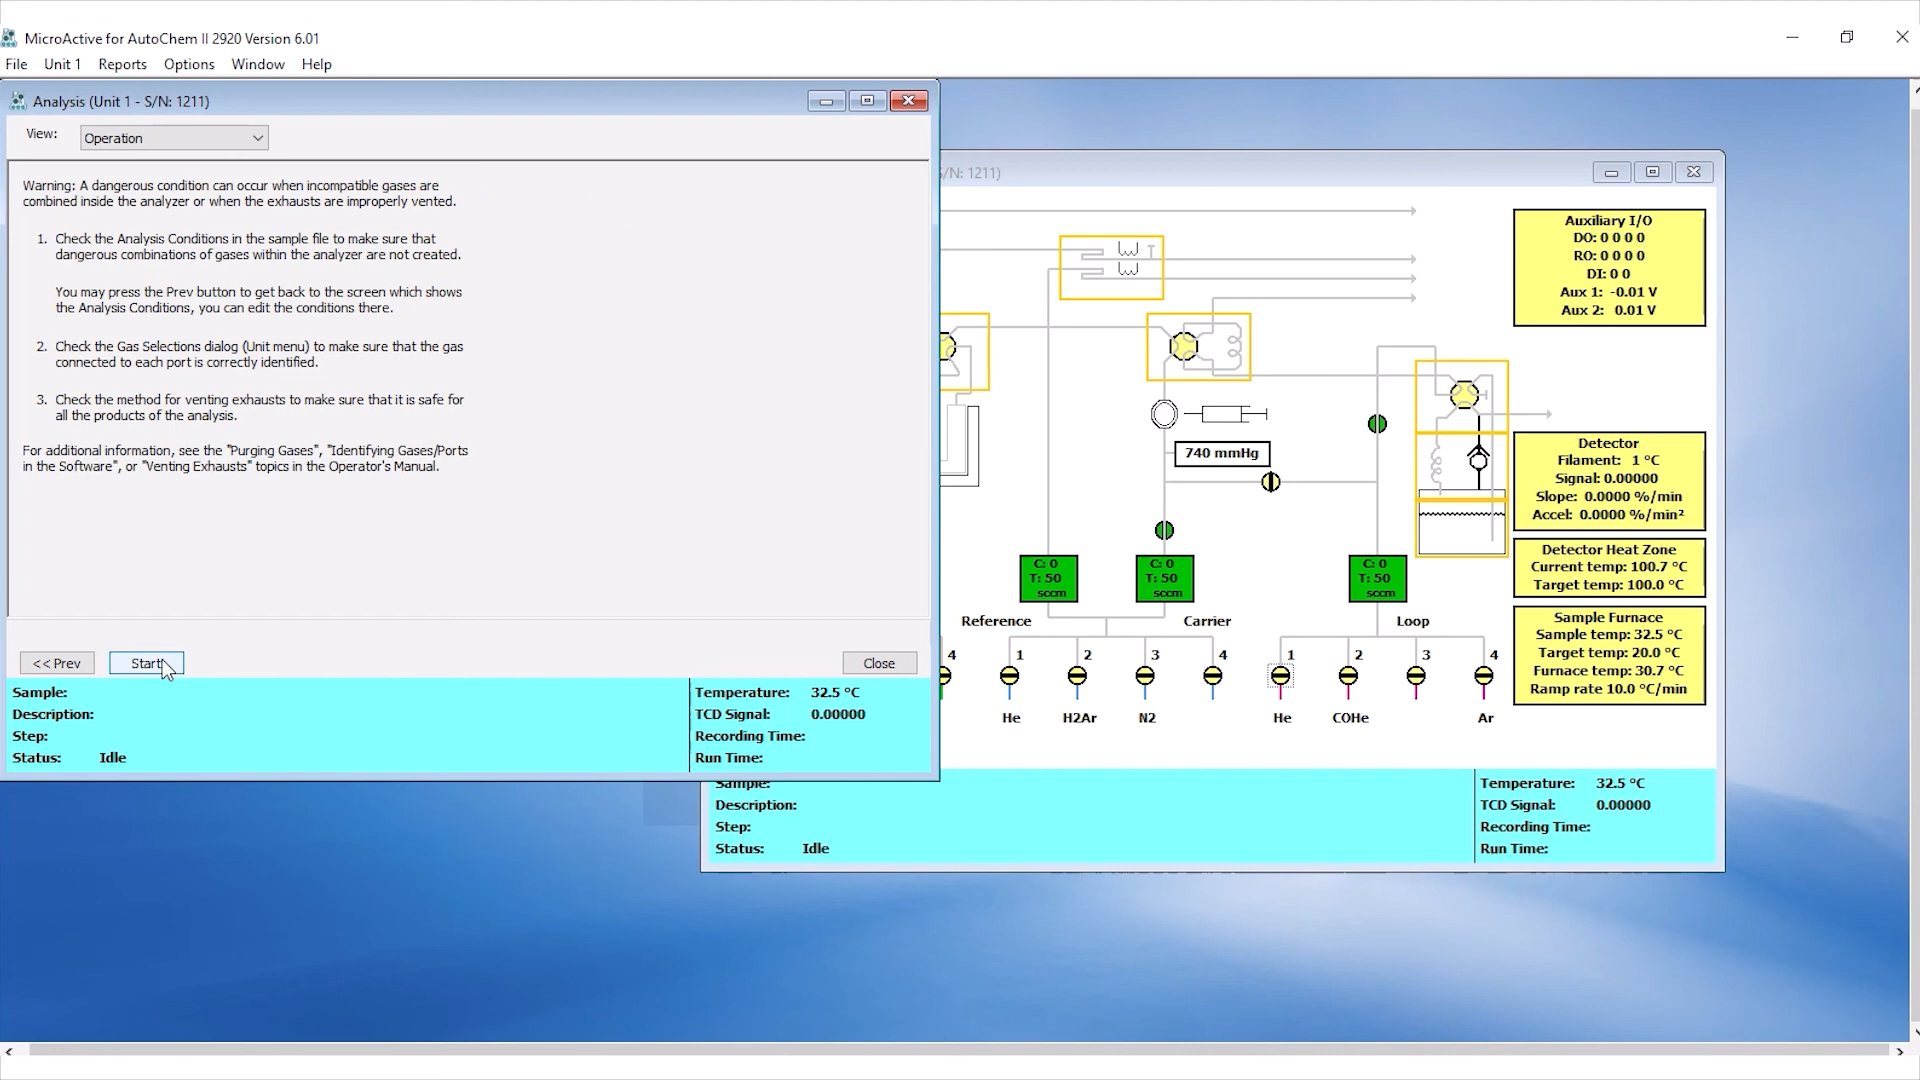 MicroActive for AutoChem II 2920 Version 6.01
File Unit 1 Reports Options Window Help
Analysis (Unit 1 - S/N: 1211)
View: Operation
Warning: A dangerous condition can occur when incompatible gases are
combined inside the analyzer or when the exhausts are improperly vented.
1. Check the Analysis Conditions in the sample file to make sure that
dangerous combinations of gases within the analyzer are not created.
You may press the Prev button to get back to the screen which shows
the Analysis Conditions, you can edit the conditions there.
2. Check the Gas Selections dialog (Unit menu) to make sure that the gas
connected to each port is correctly identified.
3. Check the method for venting exhausts to make sure that it is safe for
all the products of the analysis.
For additional information, see the "Purging Gases", "Identifying Gases/Ports
in the Software", or "Venting Exhausts" topics in the Operator's Manual.
<< Prev Start Close
Sample:
Description:
Step:
Status: Idle
Temperature: 32.5 °C
TCD Signal: 0.00000
Recording Time:
Run Time:
S/N: 1211)
Auxiliary I/O
DO: 0 0 0 0
RO: 0 0 0 0
DI: 0 0
Aux 1: -0.01 V
Aux 2: 0.01 V
740 mmHg
Detector
Filament: 1 °C
Signal: 0.00000
Slope: 0.0000 %/min
Accel: 0.0000 %/min²
Detector Heat Zone
Current temp: 100.7 °C
Target temp: 100.0 °C
Sample Furnace
Sample temp: 32.5 °C
Target temp: 20.0 °C
Furnace temp: 30.7 °C
Ramp rate 10.0 °C/min
C: 0
T: 50
sccm
C: 0
T: 50
sccm
C: 0
T: 50
sccm
Reference Carrier Loop
4 1 2 3 4 1 2 3 4
He H2Ar N2 He COHe Ar
Sample:
Description:
Step:
Status: Idle
Temperature: 32.5 °C
TCD Signal: 0.00000
Recording Time:
Run Time: